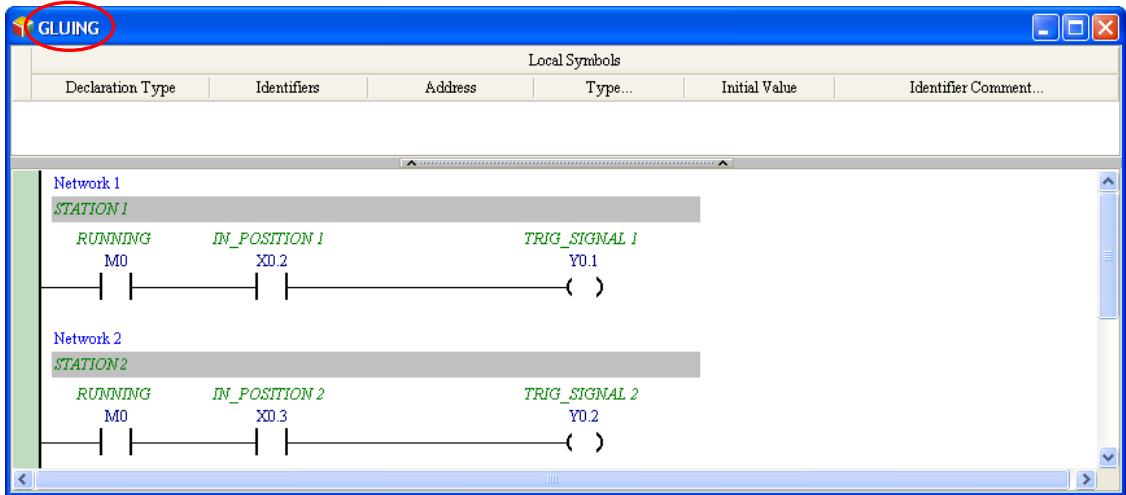 GLUING
Local Symbols
Declaration Type Identifiers Address Type... Initial Value Identifier Comment...
Network 1
STATION 1
RUNNING IN_POSITION 1 TRIG_SIGNAL 1
M0 X0.2 Y0.1
Network 2
STATION 2
RUNNING IN_POSITION 2 TRIG_SIGNAL 2
M0 X0.3 Y0.2